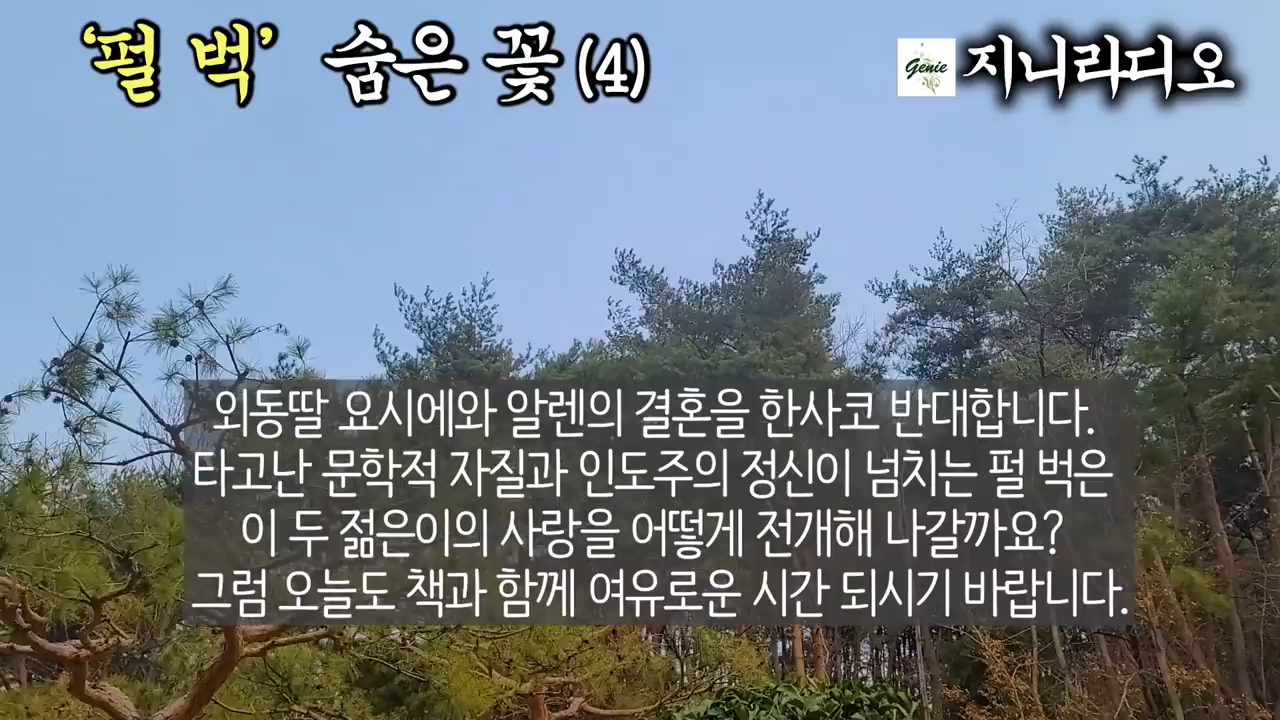 ‘펄 벅’ 숨은 꽃 (4)
Genie 지니라디오
외동딸 요시에와 알렌의 결혼을 한사코 반대합니다.
타고난 문학적 자질과 인도주의 정신이 넘치는 펄 벅은
이 두 젊은이의 사랑을 어떻게 전개해 나갈까요?
그럼 오늘도 책과 함께 여유로운 시간 되시기 바랍니다.